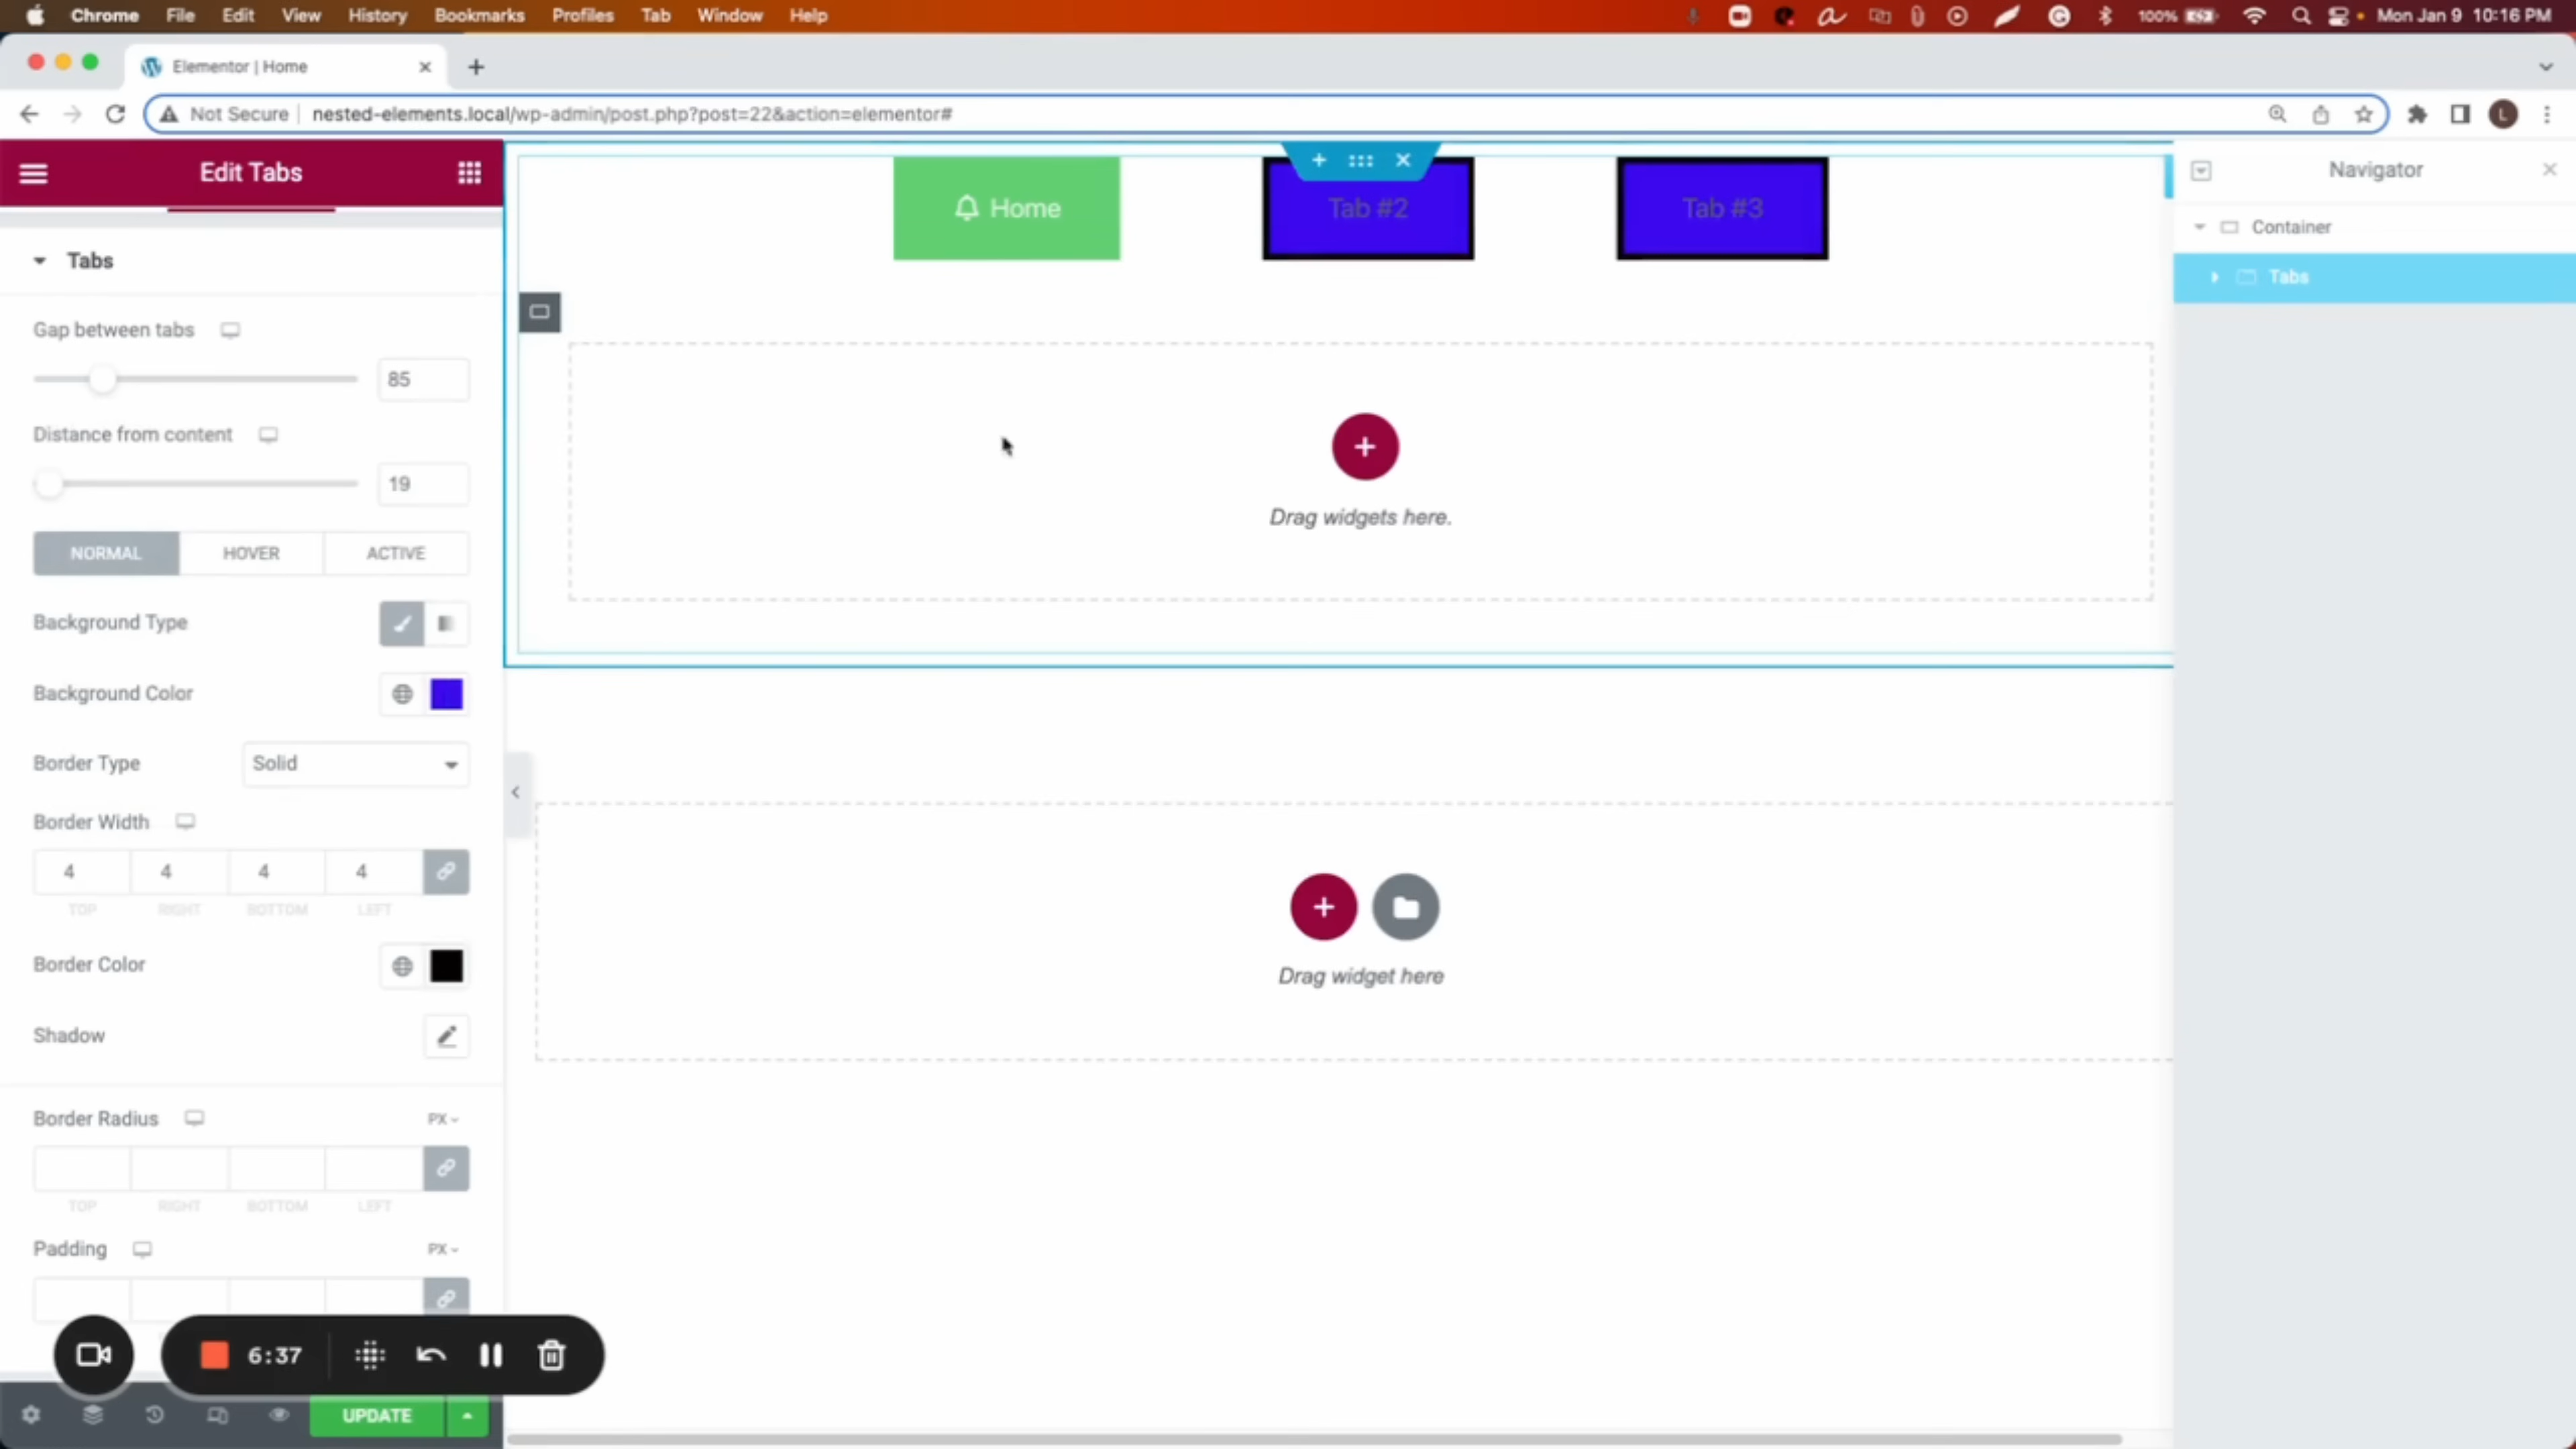 Chrome File Edit View History Bookmarks Profiles Tab Window Help 100% Mon Jan 9 10:16 PM
Elementor | Home
Not Secure nested-elements.local/wp-admin/post.php?post=22&action=elementor# L
Edit Tabs
Tabs
Gap between tabs
85
Distance from content
19
NORMAL HOVER ACTIVE
Background Type
Background Color
Border Type Solid
Border Width
4 4 4 4
TOP RIGHT BOTTOM LEFT
Border Color
Shadow
Border Radius PX
TOP RIGHT BOTTOM LEFT
Padding PX
6:37
UPDATE
Home
Tab #2
Tab #3
Drag widgets here.
Drag widget here
Navigator
Container
Tabs